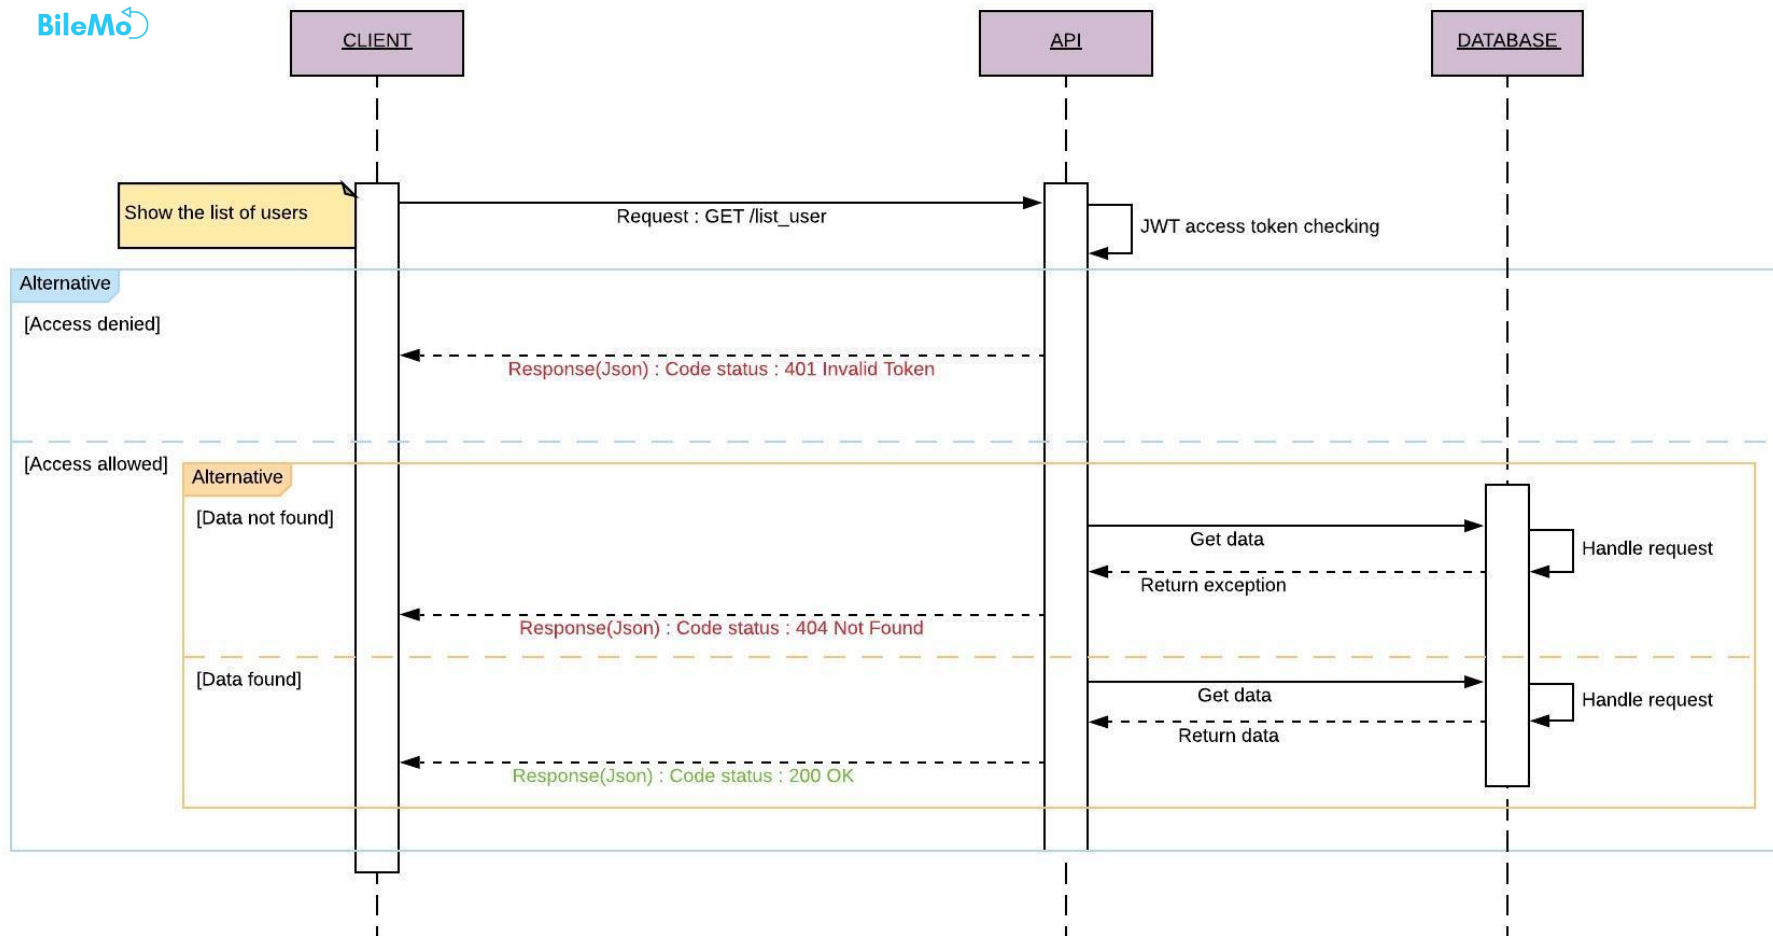 BileMo
CLIENT
API
DATABASE
Show the list of users
Request : GET /list_user
JWT access token checking
Alternative
[Access denied]
Response(Json) : Code status : 401 Invalid Token
[Access allowed]
Alternative
[Data not found]
Get data
Handle request
Return exception
Response(Json) : Code status : 404 Not Found
[Data found]
Get data
Handle request
Return data
Response(Json) : Code status : 200 OK